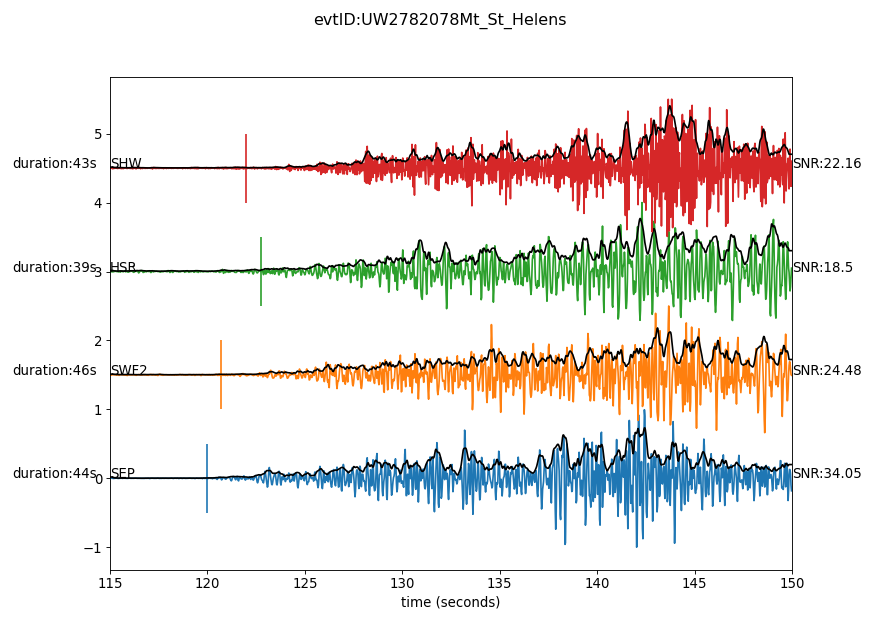 evtID:UW2782078Mt_St_Helens
5
duration:43s SHW SNR:22.16
4
duration:39s HSR SNR:18.5
3
2
duration:46s SWF2 SNR:24.48
1
duration:44s SEP SNR:34.05
0
−1
115 120 125 130 135 140 145 150
time (seconds)